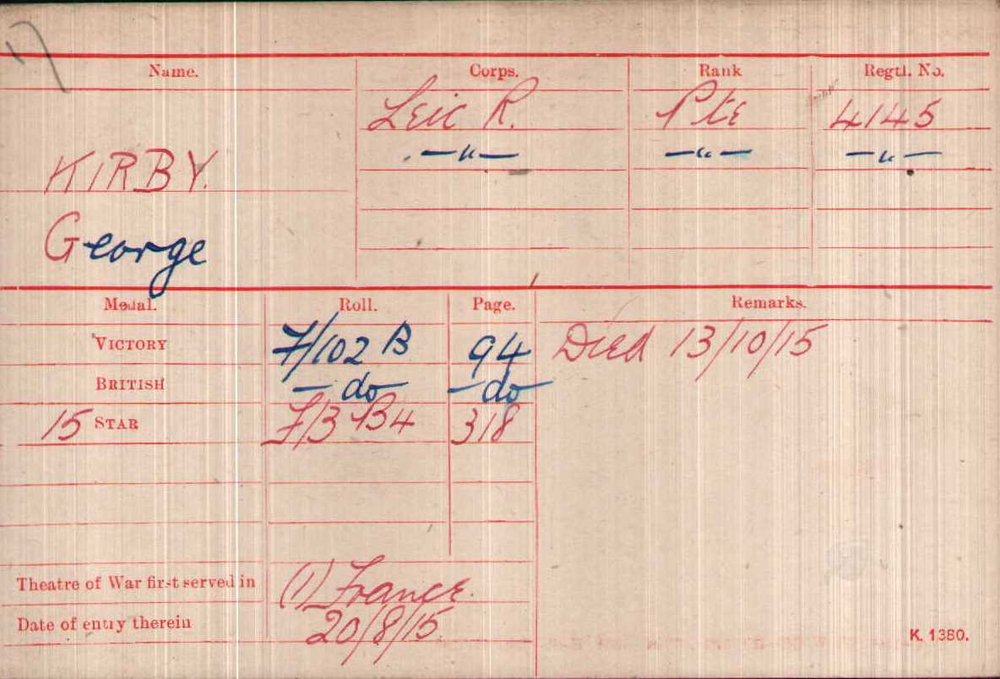 Name. Corps. Rank Regtl. No.
Leic R. Pte 4145
—"— —"— —"—
KIRBY.
George
Medal. Roll. Page. Remarks.
VICTORY F/102 B 94 Died 13/10/15
BRITISH — do — — do —
15 STAR F/3 B4 318
Theatre of War first served in (1) France.
Date of entry therein 20/8/15.
K. 1380.